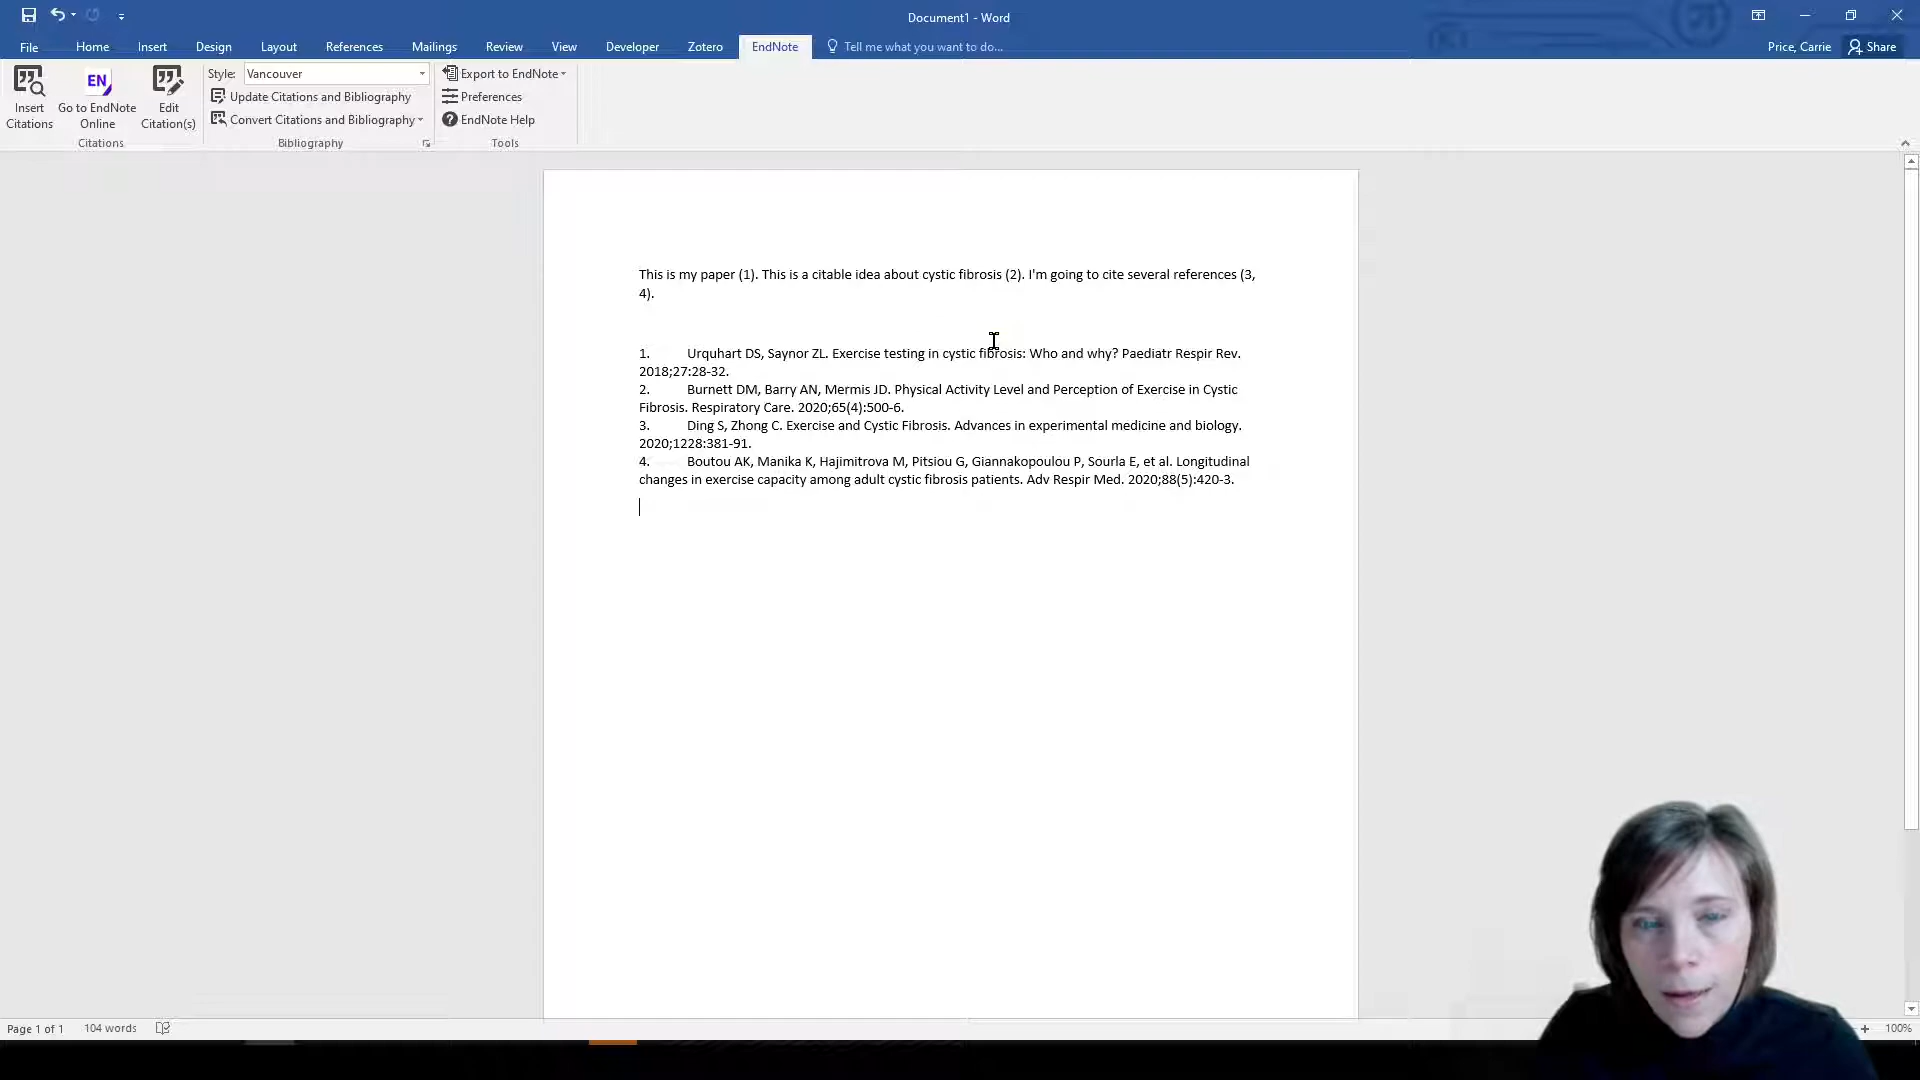 Document1 - Word
File Home Insert Design Layout References Mailings Review View Developer Zotero EndNote Tell me what you want to do... Price, Carrie Share
Insert Citations
Go to EndNote Online
Edit Citation(s)
Citations
Style: Vancouver
Update Citations and Bibliography
Convert Citations and Bibliography
Bibliography
Export to EndNote
Preferences
EndNote Help
Tools
This is my paper (1). This is a citable idea about cystic fibrosis (2). I'm going to cite several references (3,
4).
1. Urquhart DS, Saynor ZL. Exercise testing in cystic fibrosis: Who and why? Paediatr Respir Rev.
2018;27:28-32.
2. Burnett DM, Barry AN, Mermis JD. Physical Activity Level and Perception of Exercise in Cystic
Fibrosis. Respiratory Care. 2020;65(4):500-6.
3. Ding S, Zhong C. Exercise and Cystic Fibrosis. Advances in experimental medicine and biology.
2020;1228:381-91.
4. Boutou AK, Manika K, Hajimitrova M, Pitsiou G, Giannakopoulou P, Sourla E, et al. Longitudinal
changes in exercise capacity among adult cystic fibrosis patients. Adv Respir Med. 2020;88(5):420-3.
Page 1 of 1 104 words 100%